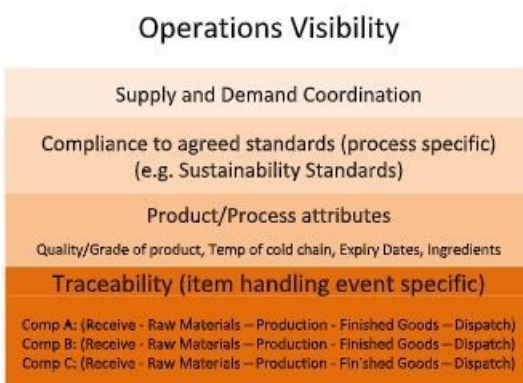 Operations Visibility
Supply and Demand Coordination
Compliance to agreed standards (process specific)
(e.g. Sustainability Standards)
Product/Process attributes
Quality/Grade of product, Temp of cold chain, Expiry Dates, Ingredients
Traceability (item handling event specific)
Comp A: (Receive - Raw Materials – Production - Finished Goods – Dispatch)
Comp B: (Receive - Raw Materials – Production - Finished Goods – Dispatch)
Comp C: (Receive - Raw Materials – Production - Finished Goods – Dispatch)